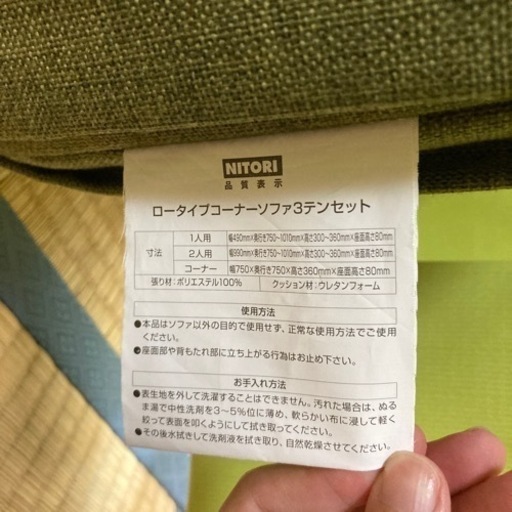 NITORI
品質表示
ロータイプコーナーソファ3テンセット
寸法
1人用 幅490mm×奥行き750~1010mm×高さ300~360mm×座面高さ80mm
2人用 幅990mm×奥行き750~1010mm×高さ300~360mm×座面高さ80mm
コーナー 幅750×奥行き750×高さ360mm×座面高さ80mm
張り材:ポリエステル100% クッション材:ウレタンフォーム
使用方法
●本品はソファ以外の目的で使用せず、正常な使用方法でご使用
ください。
●座面部や背もたれ部に立ち上がる行為はお止め下さい。
お手入れ方法
●表生地を外して洗濯することはできません。汚れた場合は、ぬる
ま湯で中性洗剤を3~5%位に薄め、軟らかい布に浸して軽く
絞って表面を叩くようにして拭き取ってください。
●その後水拭きして洗剤液を拭き取り、自然乾燥させてください。